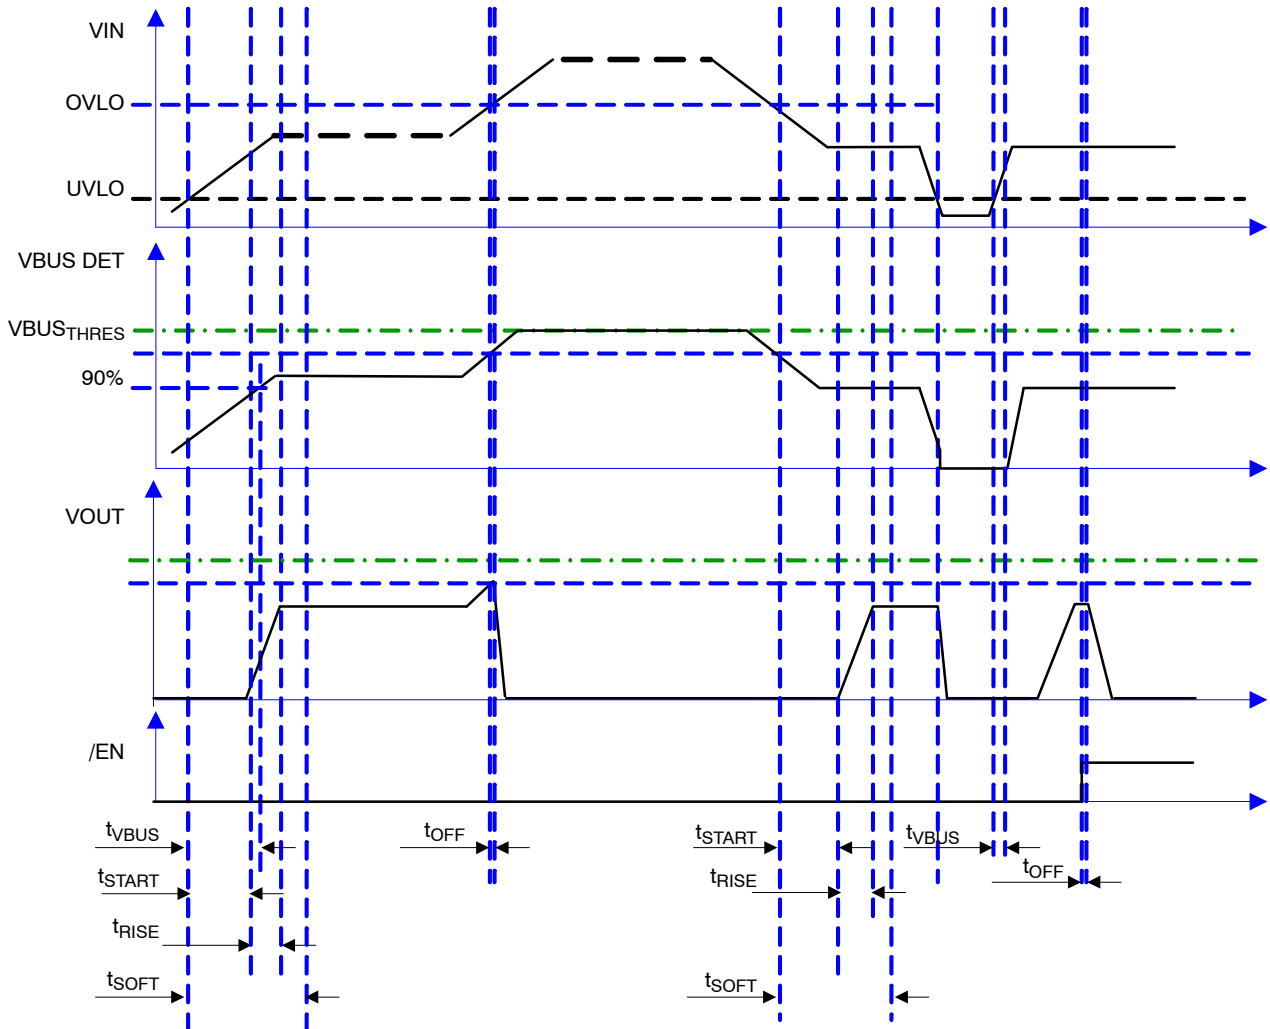 VIN
OVLO
UVLO
VBUS DET
VBUSTHRES
90%
VOUT
/EN
tVBUS
tOFF
tSTART
tVBUS
tSTART
tRISE
tOFF
tRISE
tSOFT
tSOFT